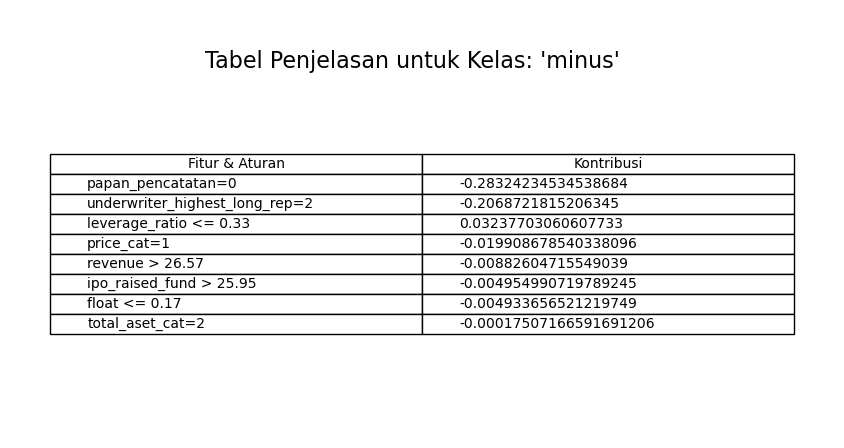 Tabel Penjelasan untuk Kelas: 'minus'
Fitur & Aturan Kontribusi
papan_pencatatan=0 -0.28324234534538684
underwriter_highest_long_rep=2 -0.2068721815206345
leverage_ratio <= 0.33 0.03237703060607733
price_cat=1 -0.019908678540338096
revenue > 26.57 -0.00882604715549039
ipo_raised_fund > 25.95 -0.004954990719789245
float <= 0.17 -0.004933656521219749
total_aset_cat=2 -0.00017507166591691206